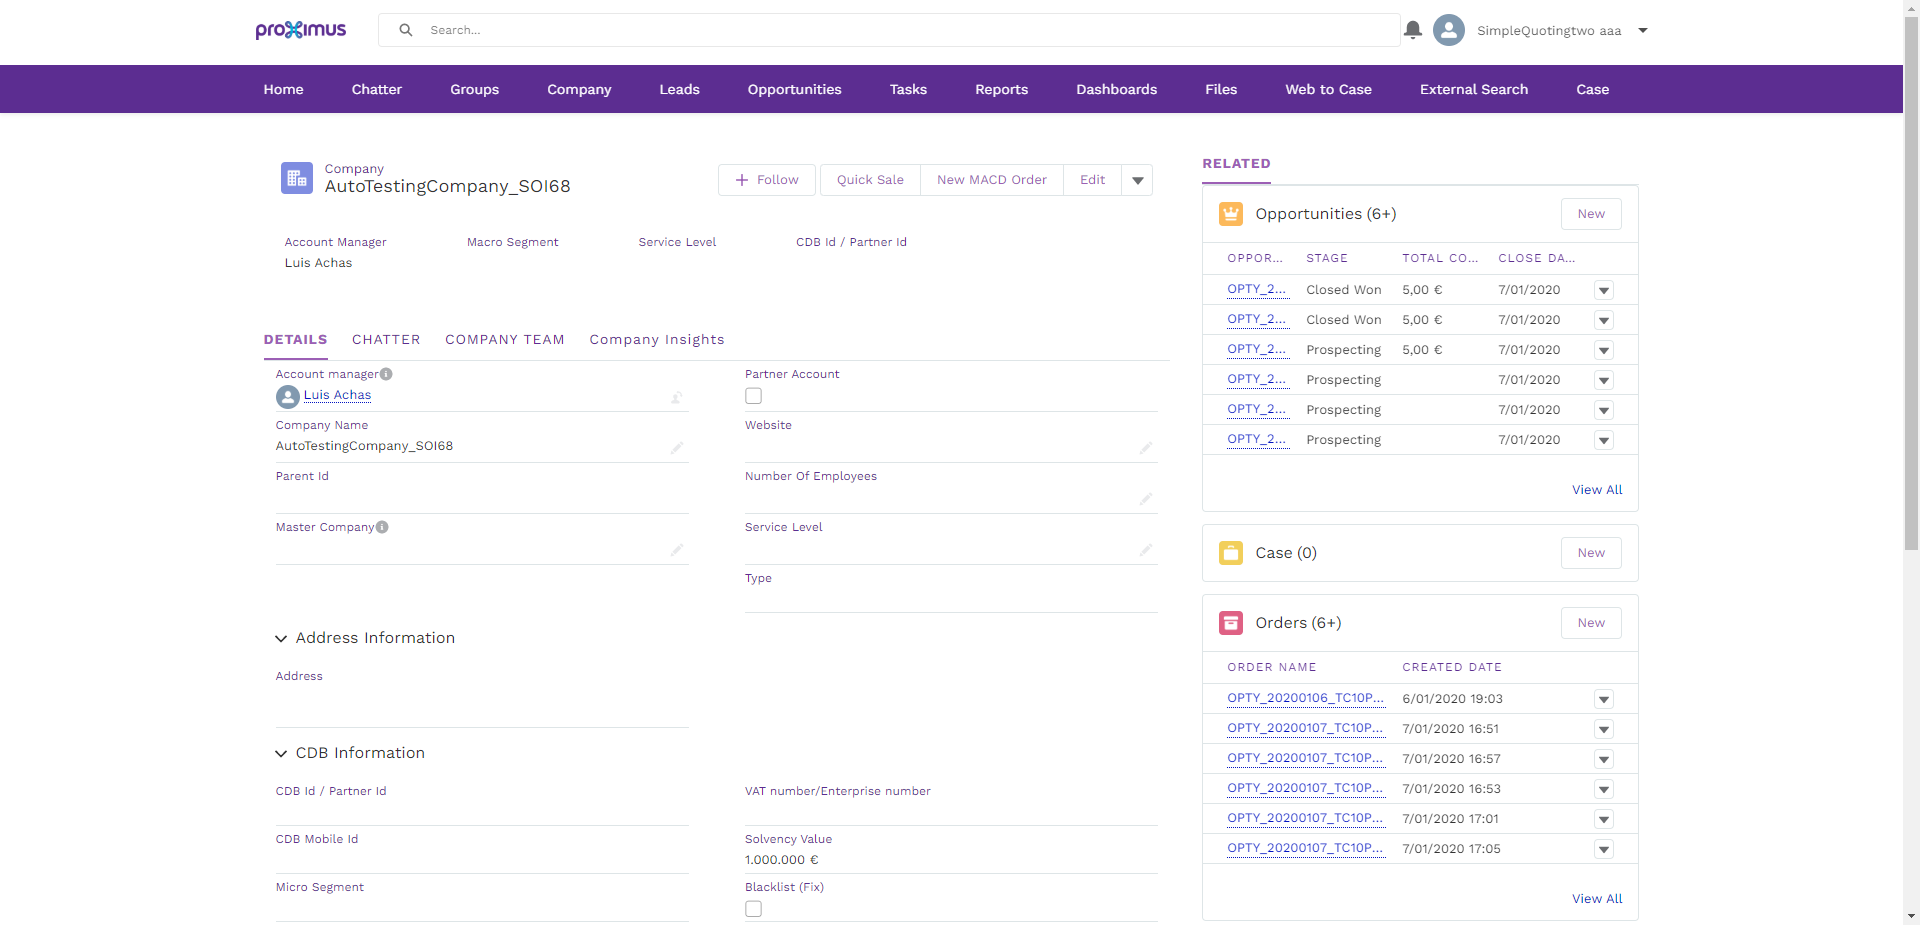 proximus
Search...
SimpleQuotingtwo aaa
Home Chatter Groups Company Leads Opportunities Tasks Reports Dashboards Files Web to Case External Search Case
Company
AutoTestingCompany_SOI68
Follow Quick Sale New MACD Order Edit
Account Manager Macro Segment Service Level CDB Id / Partner Id
Luis Achas
DETAILS CHATTER COMPANY TEAM Company Insights
Account manager Partner Account
Luis Achas
Company Name Website
AutoTestingCompany_SOI68
Parent Id Number Of Employees
Master Company Service Level
Type
Address Information
Address
CDB Information
CDB Id / Partner Id VAT number/Enterprise number
CDB Mobile Id Solvency Value
1.000.000 €
Micro Segment Blacklist (Fix)
RELATED
Opportunities (6+) New
OPPOR... STAGE TOTAL CO... CLOSE DA...
OPTY_2... Closed Won 5,00 € 7/01/2020
OPTY_2... Closed Won 5,00 € 7/01/2020
OPTY_2... Prospecting 5,00 € 7/01/2020
OPTY_2... Prospecting 7/01/2020
OPTY_2... Prospecting 7/01/2020
OPTY_2... Prospecting 7/01/2020
View All
Case (0) New
Orders (6+) New
ORDER NAME CREATED DATE
OPTY_20200106_TC10P... 6/01/2020 19:03
OPTY_20200107_TC10P... 7/01/2020 16:51
OPTY_20200107_TC10P... 7/01/2020 16:57
OPTY_20200107_TC10P... 7/01/2020 16:53
OPTY_20200107_TC10P... 7/01/2020 17:01
OPTY_20200107_TC10P... 7/01/2020 17:05
View All